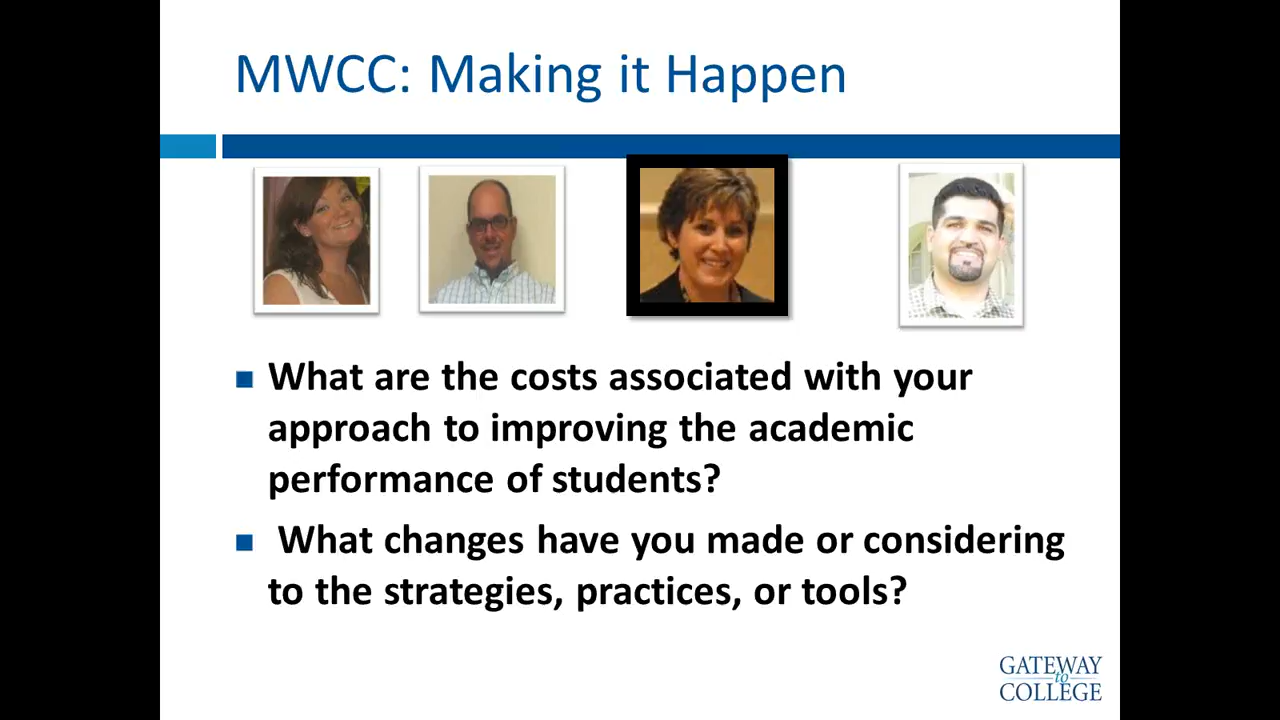 MWCC: Making it Happen
What are the costs associated with your
approach to improving the academic
performance of students?
What changes have you made or considering
to the strategies, practices, or tools?
GATEWAY
to
COLLEGE